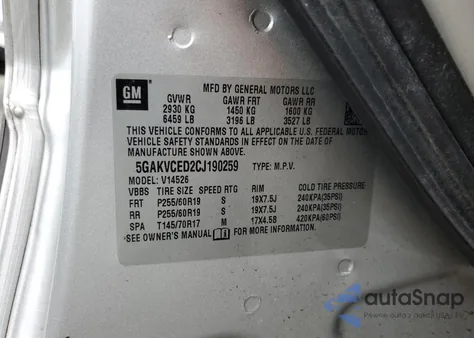 GM
MFD BY GENERAL MOTORS LLC
GVWR GAWR FRT GAWR RR
2930 KG 1450 KG 1600 KG
6459 LB 3196 LB 3527 LB
THIS VEHICLE CONFORMS TO ALL APPLICABLE U.S. FEDERAL MOTOR
VEHICLE SAFETY STANDARDS IN EFFECT ON THE DATE OF
MANUFACTURE SHOWN ABOVE.
5GAKVCED2CJ190259 TYPE: M.P.V.
MODEL: V14526
VBBS TIRE SIZE SPEED RTG RIM COLD TIRE PRESSURE
FRT P255/60R19 S 19X7.5J 240KPA(35PSI)
RR P255/60R19 S 19X7.5J 240KPA(35PSI)
SPA T145/70R17 M 17X4.5B 420KPA(60PSI)
SEE OWNER'S MANUAL FOR MORE INFORMATION
autoSnap